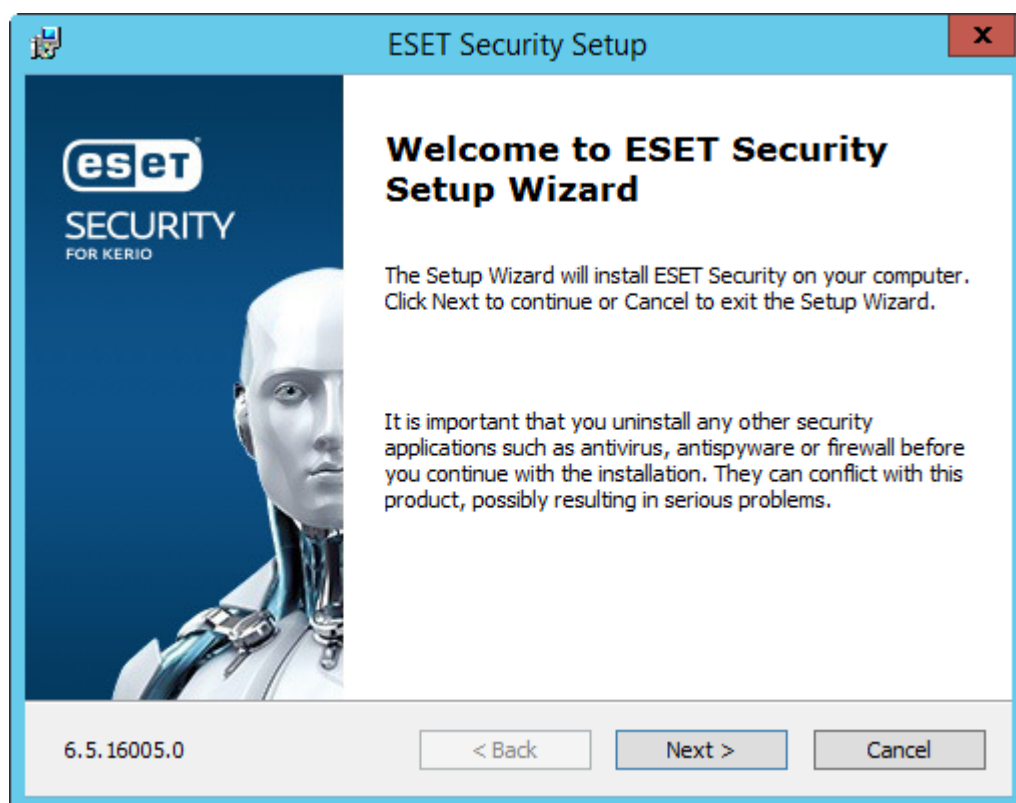 ESET Security Setup
x
eset
SECURITY
FOR KERIO
Welcome to ESET Security
Setup Wizard
The Setup Wizard will install ESET Security on your computer.
Click Next to continue or Cancel to exit the Setup Wizard.
It is important that you uninstall any other security
applications such as antivirus, antispyware or firewall before
you continue with the installation. They can conflict with this
product, possibly resulting in serious problems.
6.5.16005.0
< Back
Next >
Cancel